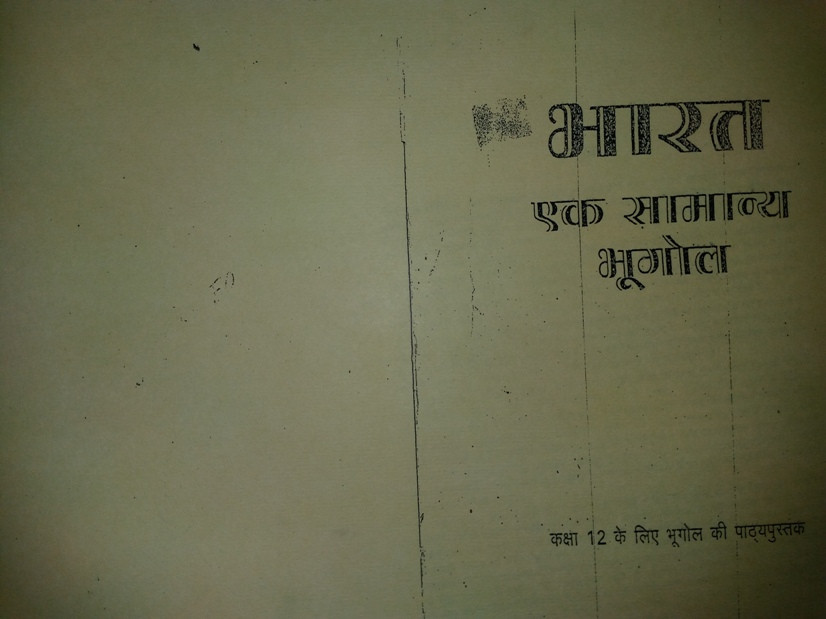 भारत
एक सामान्य
भूगोल
कक्षा 12 के लिए भूगोल की पाठ्यपुस्तक